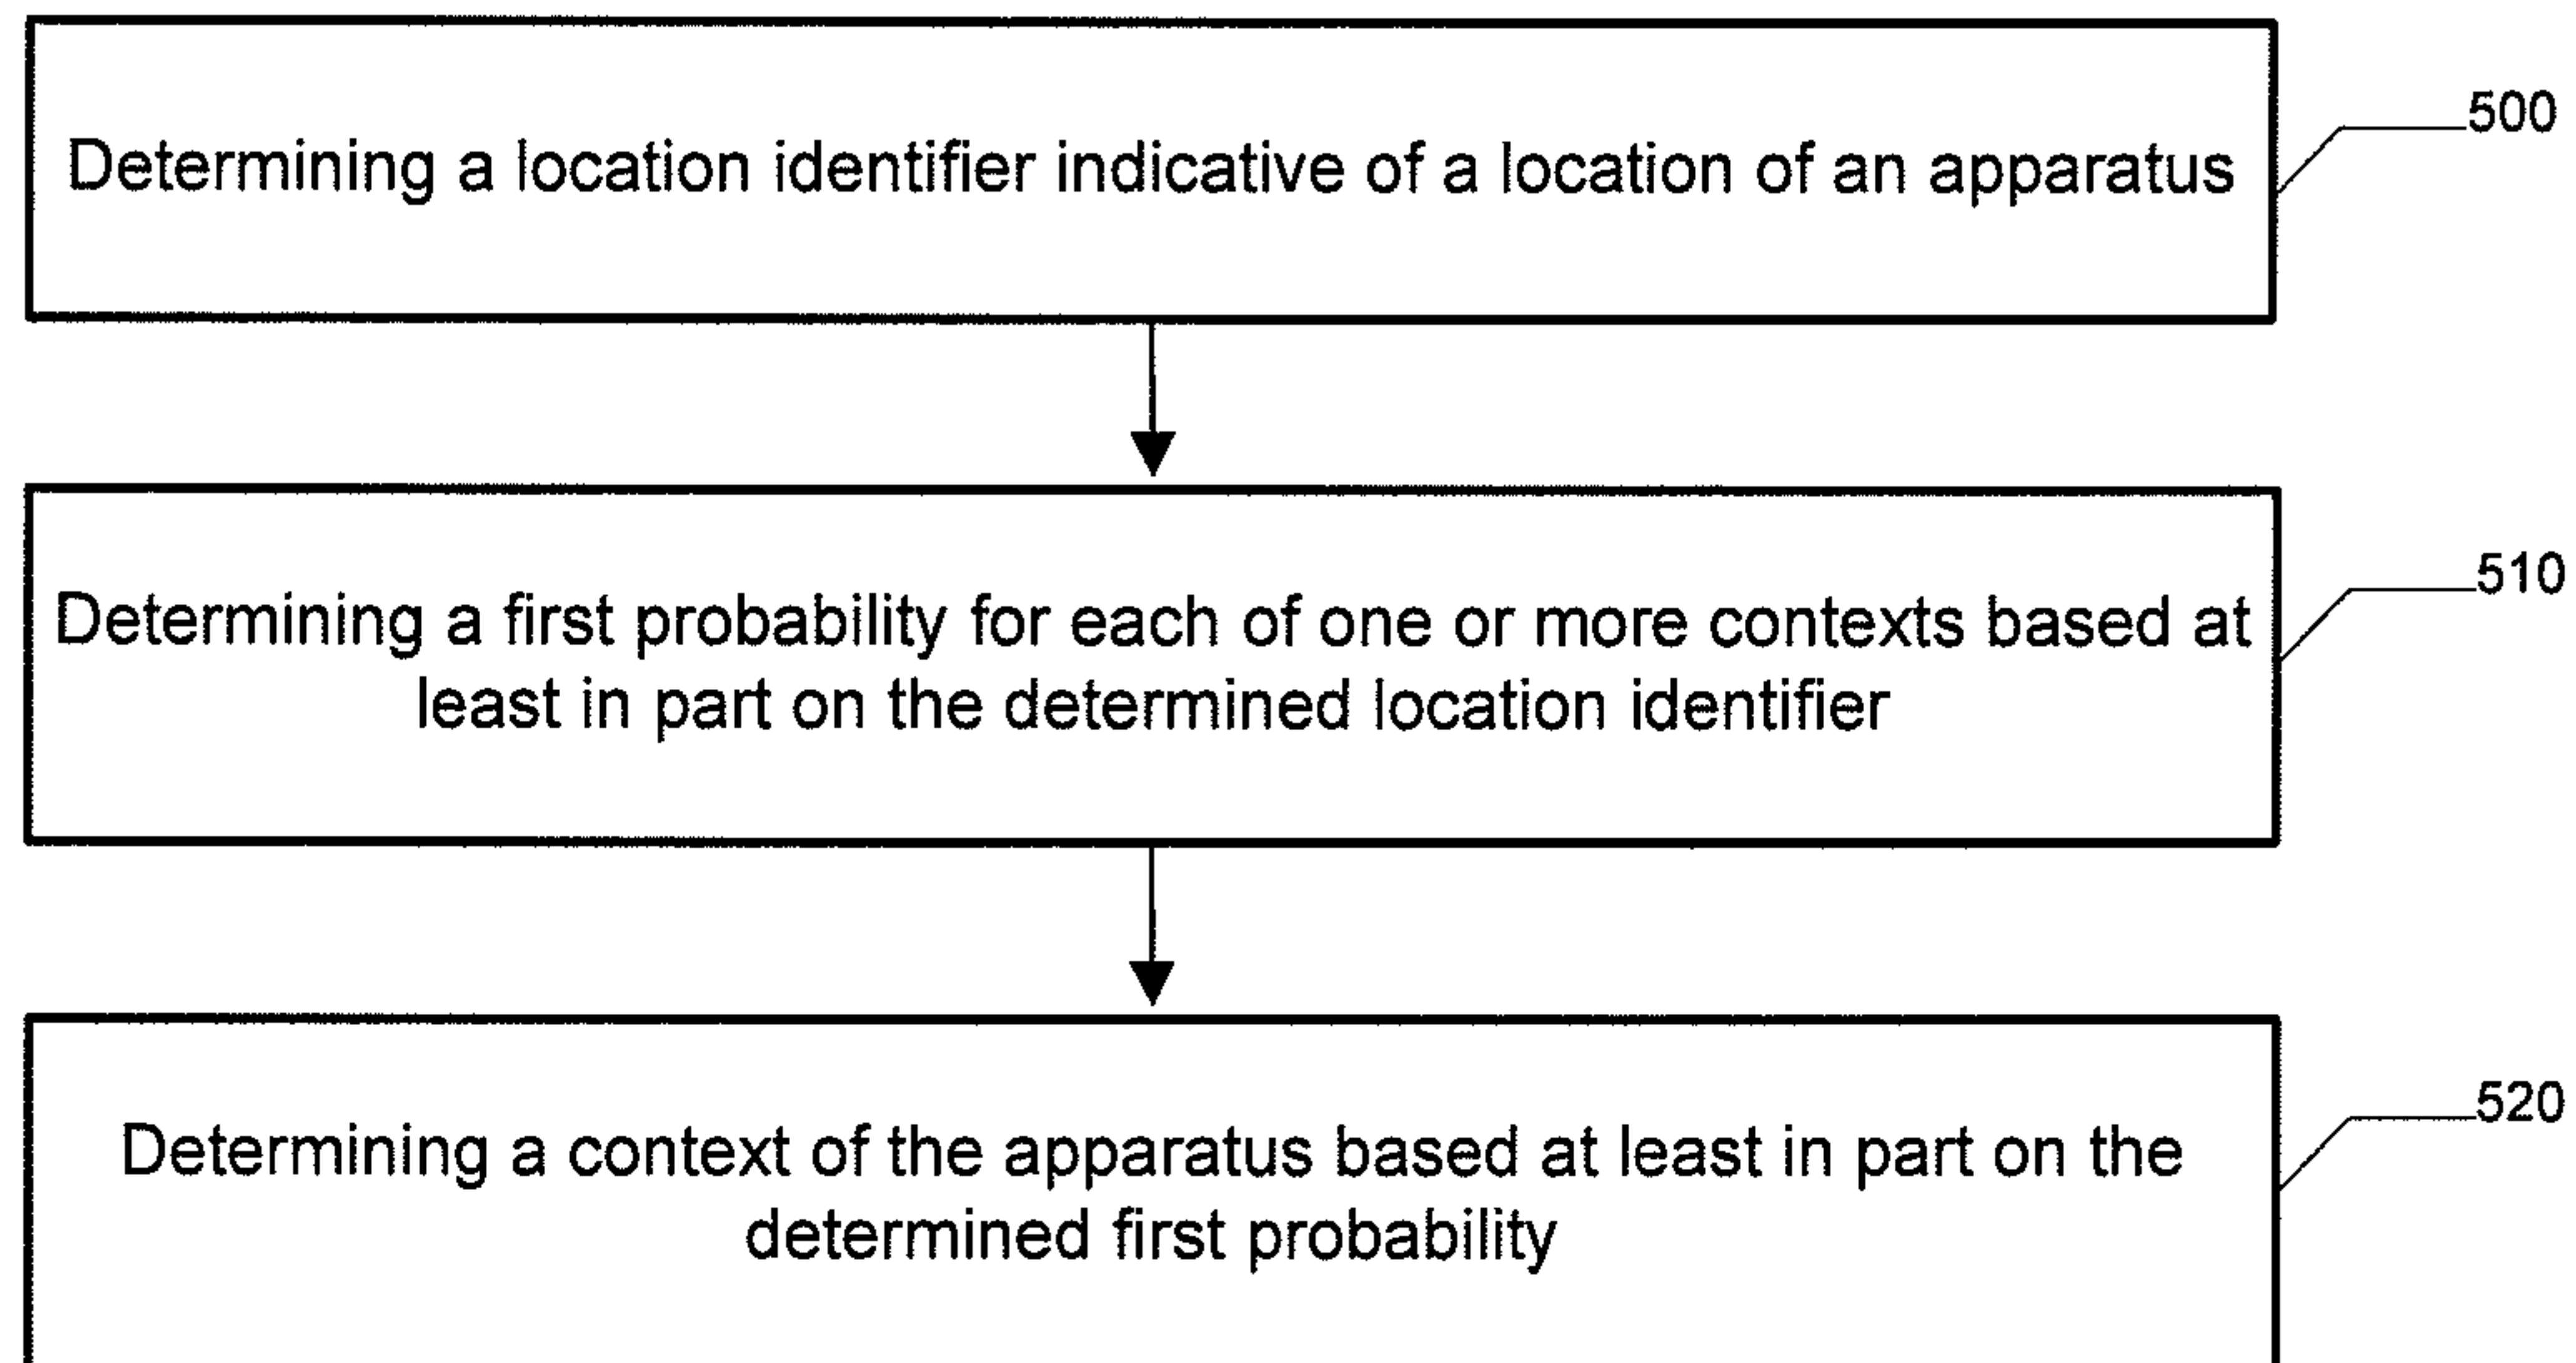 Determining a location identifier indicative of a location of an apparatus
500
Determining a first probability for each of one or more contexts based at
least in part on the determined location identifier
510
Determining a context of the apparatus based at least in part on the
determined first probability
520